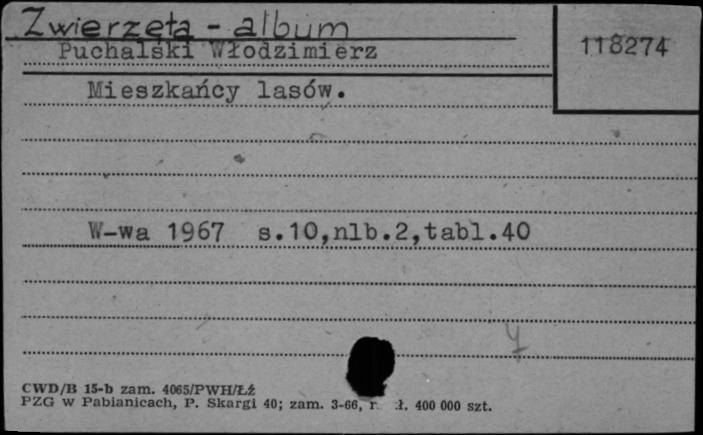 Zwierzęta - album
Puchalski Włodzimierz
118274
Mieszkańcy lasów.
W-wa 1967 s.10,nlb.2,tabl.40
CWD/B 15-b zam. 4065/PWH/Łź
PZG w Pabianicach, P. Skargi 40; zam. 3-66, 400 000 szt.